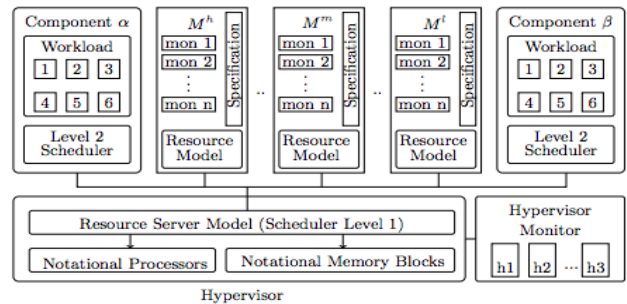 Component α
Workload
1 2 3
4 5 6
Level 2
Scheduler
M^h
mon 1
mon 2
⋮
mon n
Specification
Resource
Model
..
M^m
mon 1
mon 2
⋮
mon n
Specification
Resource
Model
..
M^l
mon 1
mon 2
⋮
mon n
Specification
Resource
Model
Component β
Workload
1 2 3
4 5 6
Level 2
Scheduler
Resource Server Model (Scheduler Level 1)
Notational Processors
Notational Memory Blocks
Hypervisor
Hypervisor
Monitor
h1 h2 ... h3